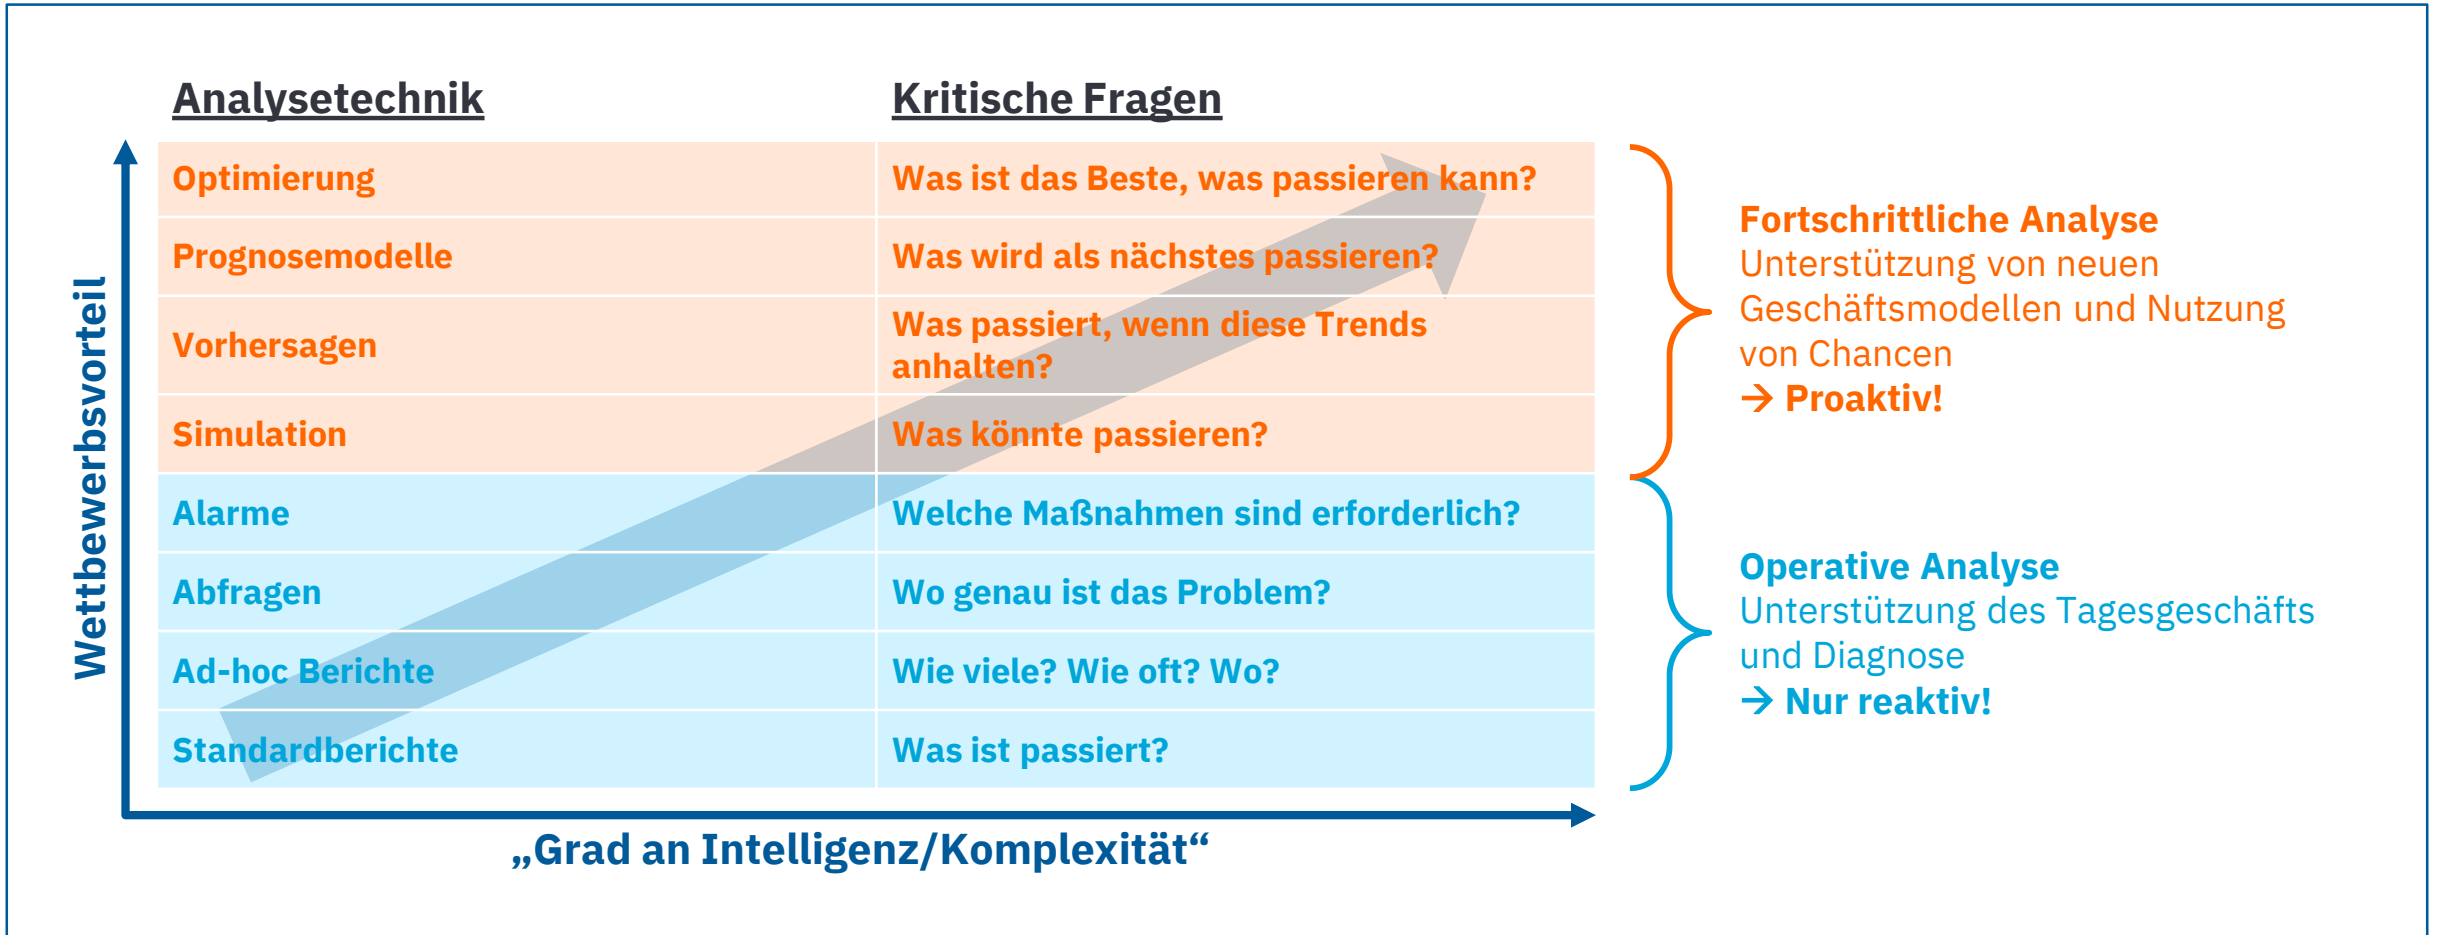 Analysetechnik
Kritische Fragen
Wettbewerbsvorteil
Optimierung
Was ist das Beste, was passieren kann?
Prognosemodelle
Was wird als nächstes passieren?
Vorhersagen
Was passiert, wenn diese Trends
anhalten?
Simulation
Was könnte passieren?
Alarme
Welche Maßnahmen sind erforderlich?
Abfragen
Wo genau ist das Problem?
Ad-hoc Berichte
Wie viele? Wie oft? Wo?
Standardberichte
Was ist passiert?
„Grad an Intelligenz/Komplexität“
Fortschrittliche Analyse
Unterstützung von neuen
Geschäftsmodellen und Nutzung
von Chancen
→ Proaktiv!
Operative Analyse
Unterstützung des Tagesgeschäfts
und Diagnose
→ Nur reaktiv!